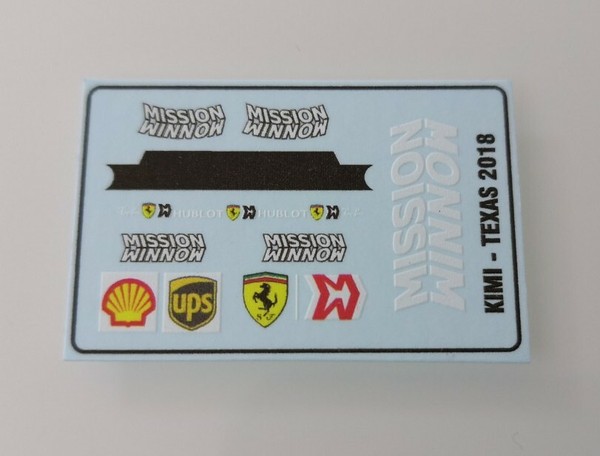 MISSION MISSION
WINNOW WINNOW
HUBLOT HUBLOT
MISSION MISSION
WINNOW WINNOW
ups
S F
MISSION
WINNOW
KIMI - TEXAS 2018